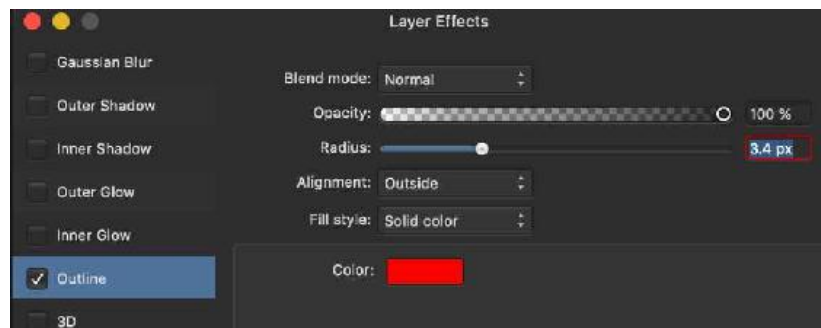 Layer Effects
Gaussian Blur
Outer Shadow
Inner Shadow
Outer Glow
Inner Glow
Outline
3D
Blend mode: Normal
Opacity: 100 %
Radius: 3.4 px
Alignment: Outside
Fill style: Solid color
Color: